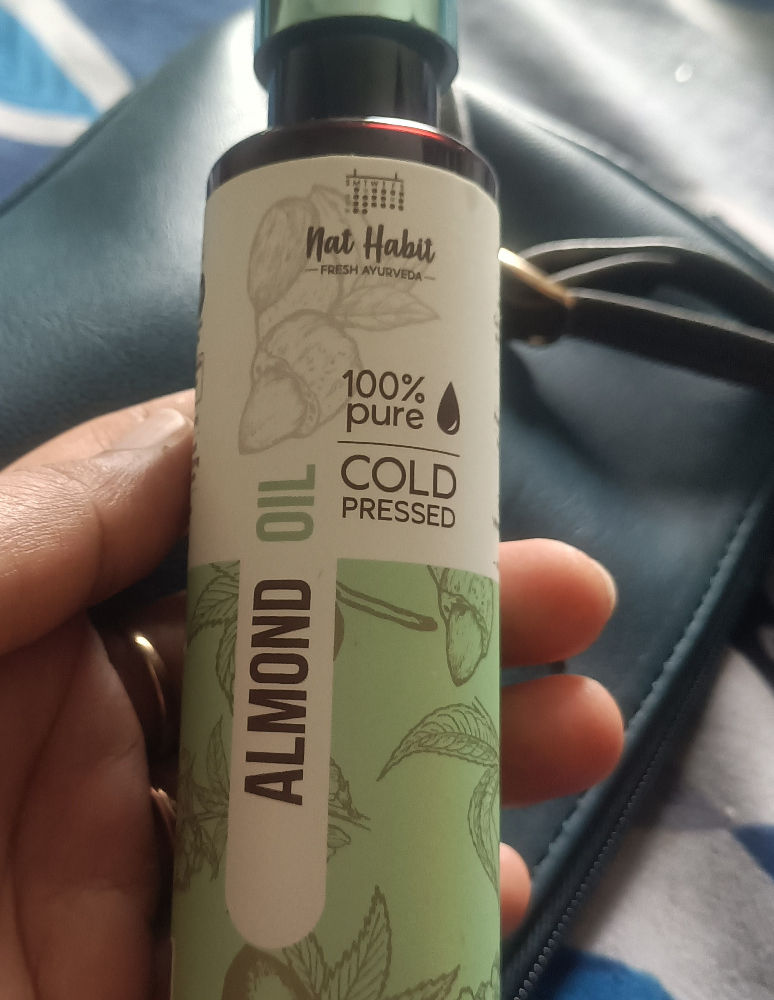 S M T W T F S
Nat Habit
FRESH AYURVEDA
100%
pure
COLD
PRESSED
ALMOND OIL